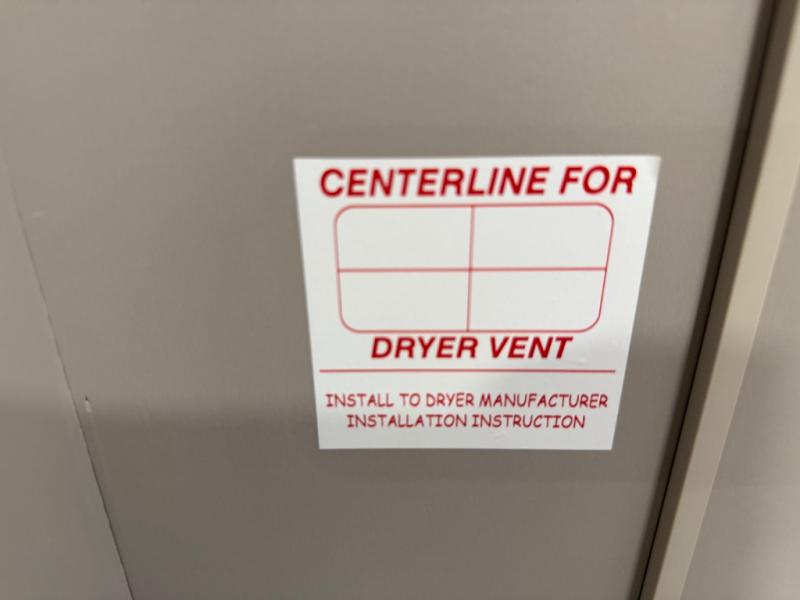 CENTERLINE FOR
DRYER VENT
INSTALL TO DRYER MANUFACTURER
INSTALLATION INSTRUCTION